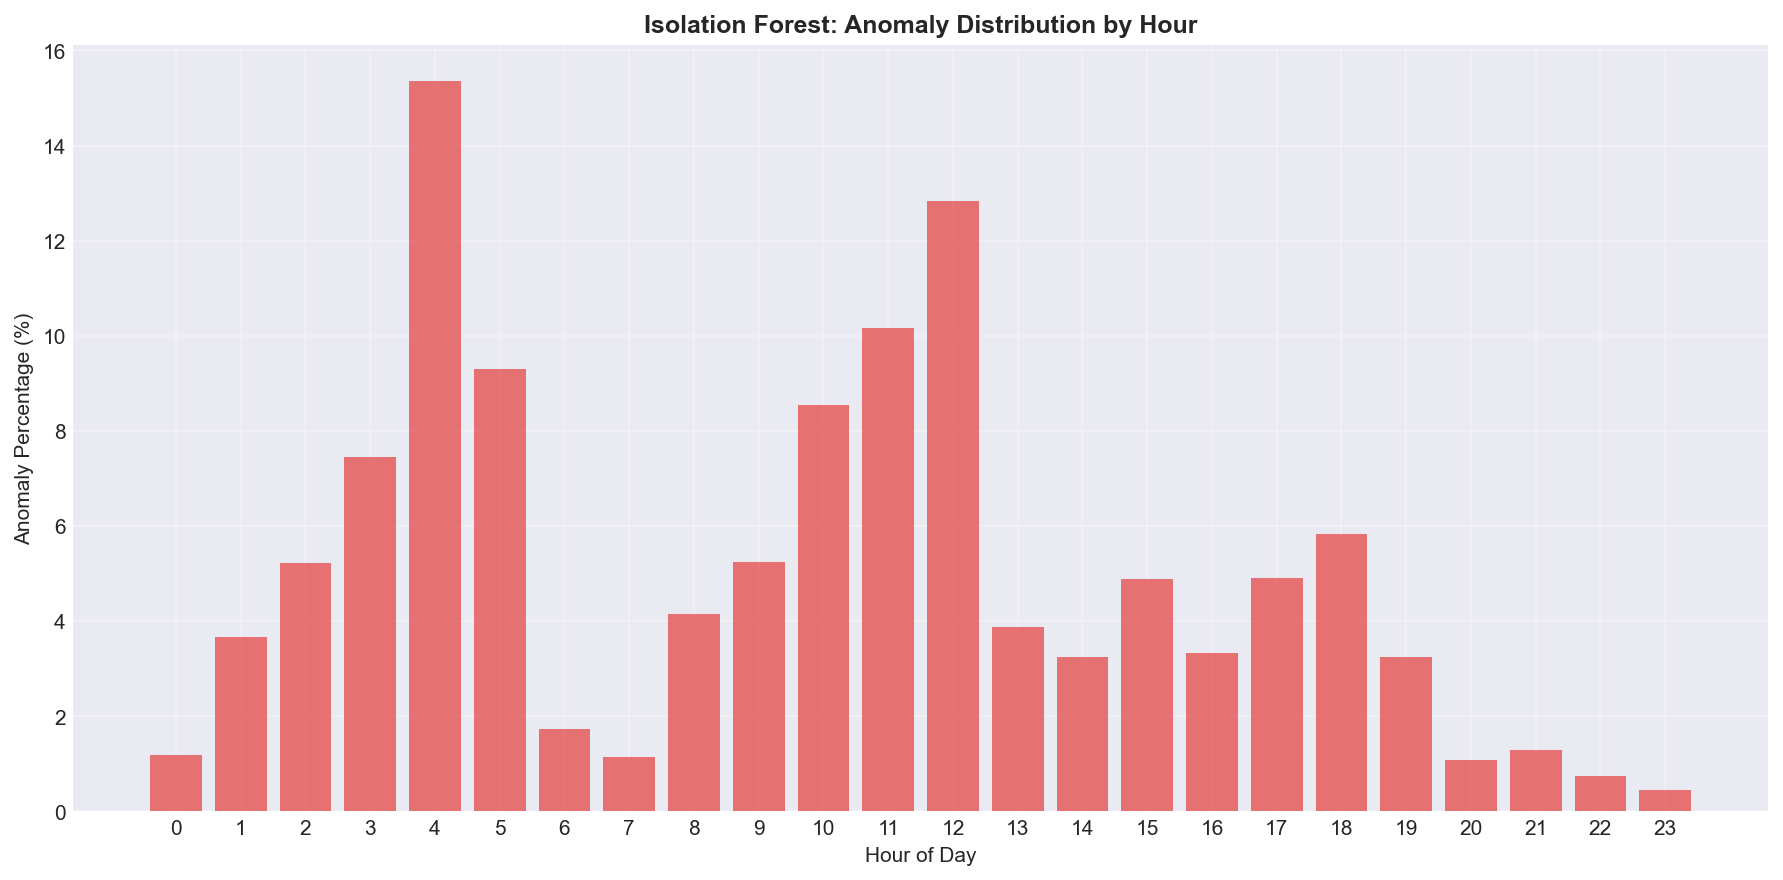 Isolation Forest: Anomaly Distribution by Hour
Anomaly Percentage (%)
16
14
12
10
8
6
4
2
0
0 1 2 3 4 5 6 7 8 9 10 11 12 13 14 15 16 17 18 19 20 21 22 23
Hour of Day